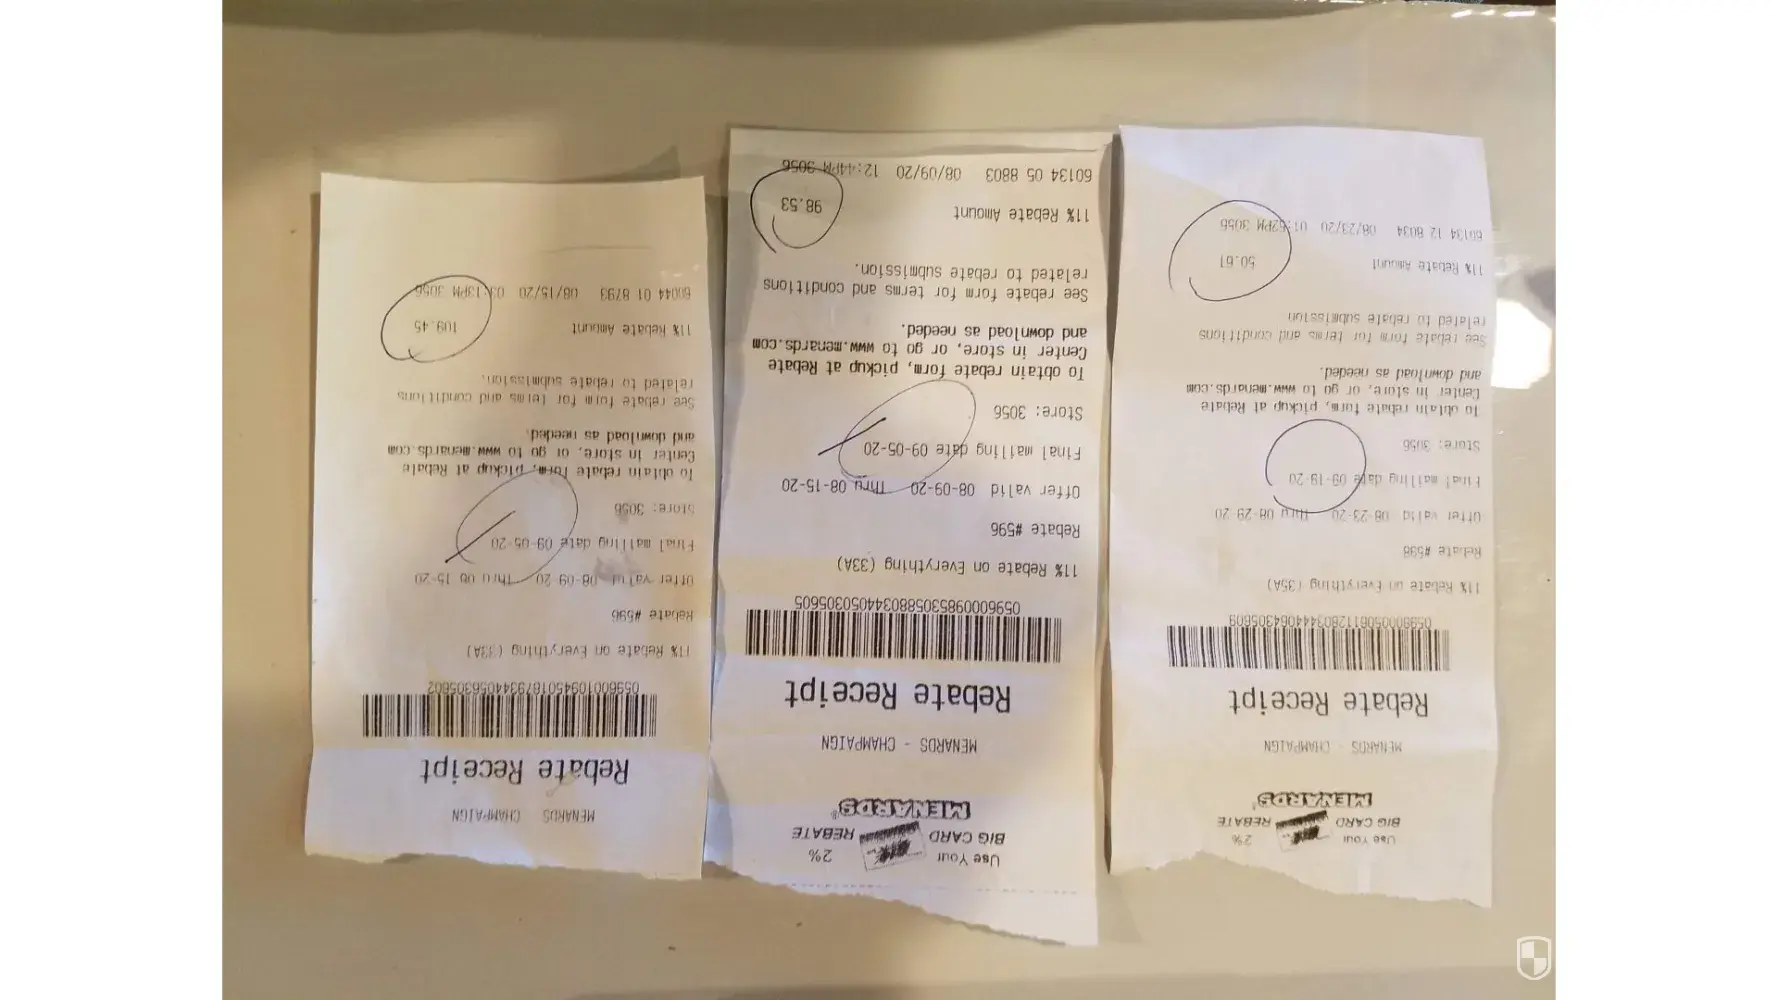 Use Your 2%
BIG CARD REBATE
MENARDS®
MENARDS - CHAMPAIGN
Rebate Receipt
0598000506112803444064305609
11% Rebate on Everything (35A)
Rebate #598
Offer valid 08-23-20 Thru 08-29-20
Final mailing date 09-19-20
Store: 3056
To obtain rebate form, pickup at Rebate
Center in store, or go to www.menards.com
and download as needed.
See rebate form for terms and conditions
related to rebate submission
11% Rebate Amount 50.61
60134 12 8034 08/23/20 01:52PM 3056
Use Your 2%
BIG CARD REBATE
MENARDS®
MENARDS - CHAMPAIGN
Rebate Receipt
0596000985305880344050305605
11% Rebate on Everything (33A)
Rebate #596
Offer valid 08-09-20 Thru 08-15-20
Final mailing date 09-05-20
Store: 3056
To obtain rebate form, pickup at Rebate
Center in store, or go to www.menards.com
and download as needed.
See rebate form for terms and conditions
related to rebate submission.
11% Rebate Amount 98.53
60134 05 8803 08/09/20 12:44PM 3056
MENARDS - CHAMPAIGN
Rebate Receipt
0596001094501879344056305602
11% Rebate on Everything (33A)
Rebate #596
Offer valid 08-09-20 Thru 08-15-20
Final mailing date 09-05-20
Store: 3056
To obtain rebate form, pickup at Rebate
Center in store, or go to www.menards.com
and download as needed.
See rebate form for terms and conditions
related to rebate submission.
11% Rebate Amount 109.45
60044 01 8793 08/15/20 03:13PM 3056